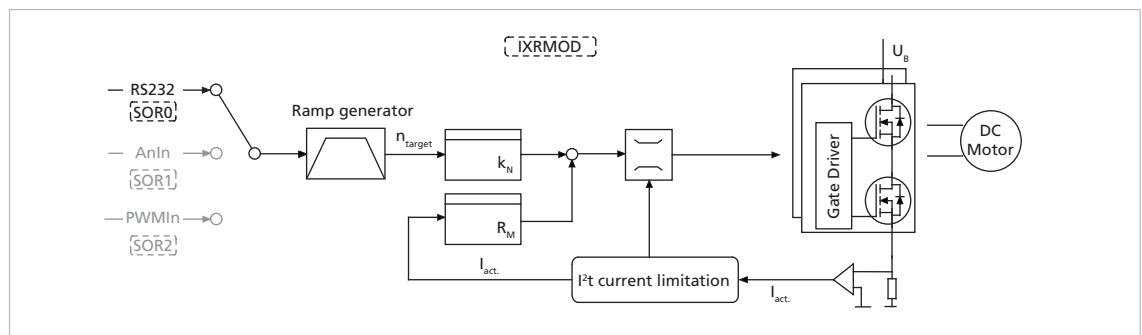 IXRMOD
U_B
RS232
SOR0
Ramp generator
n_target
k_N
AnIn
SOR1
R_M
PWMIn
SOR2
I_act.
I²t current limitation
I_act.
Gate Driver
DC
Motor